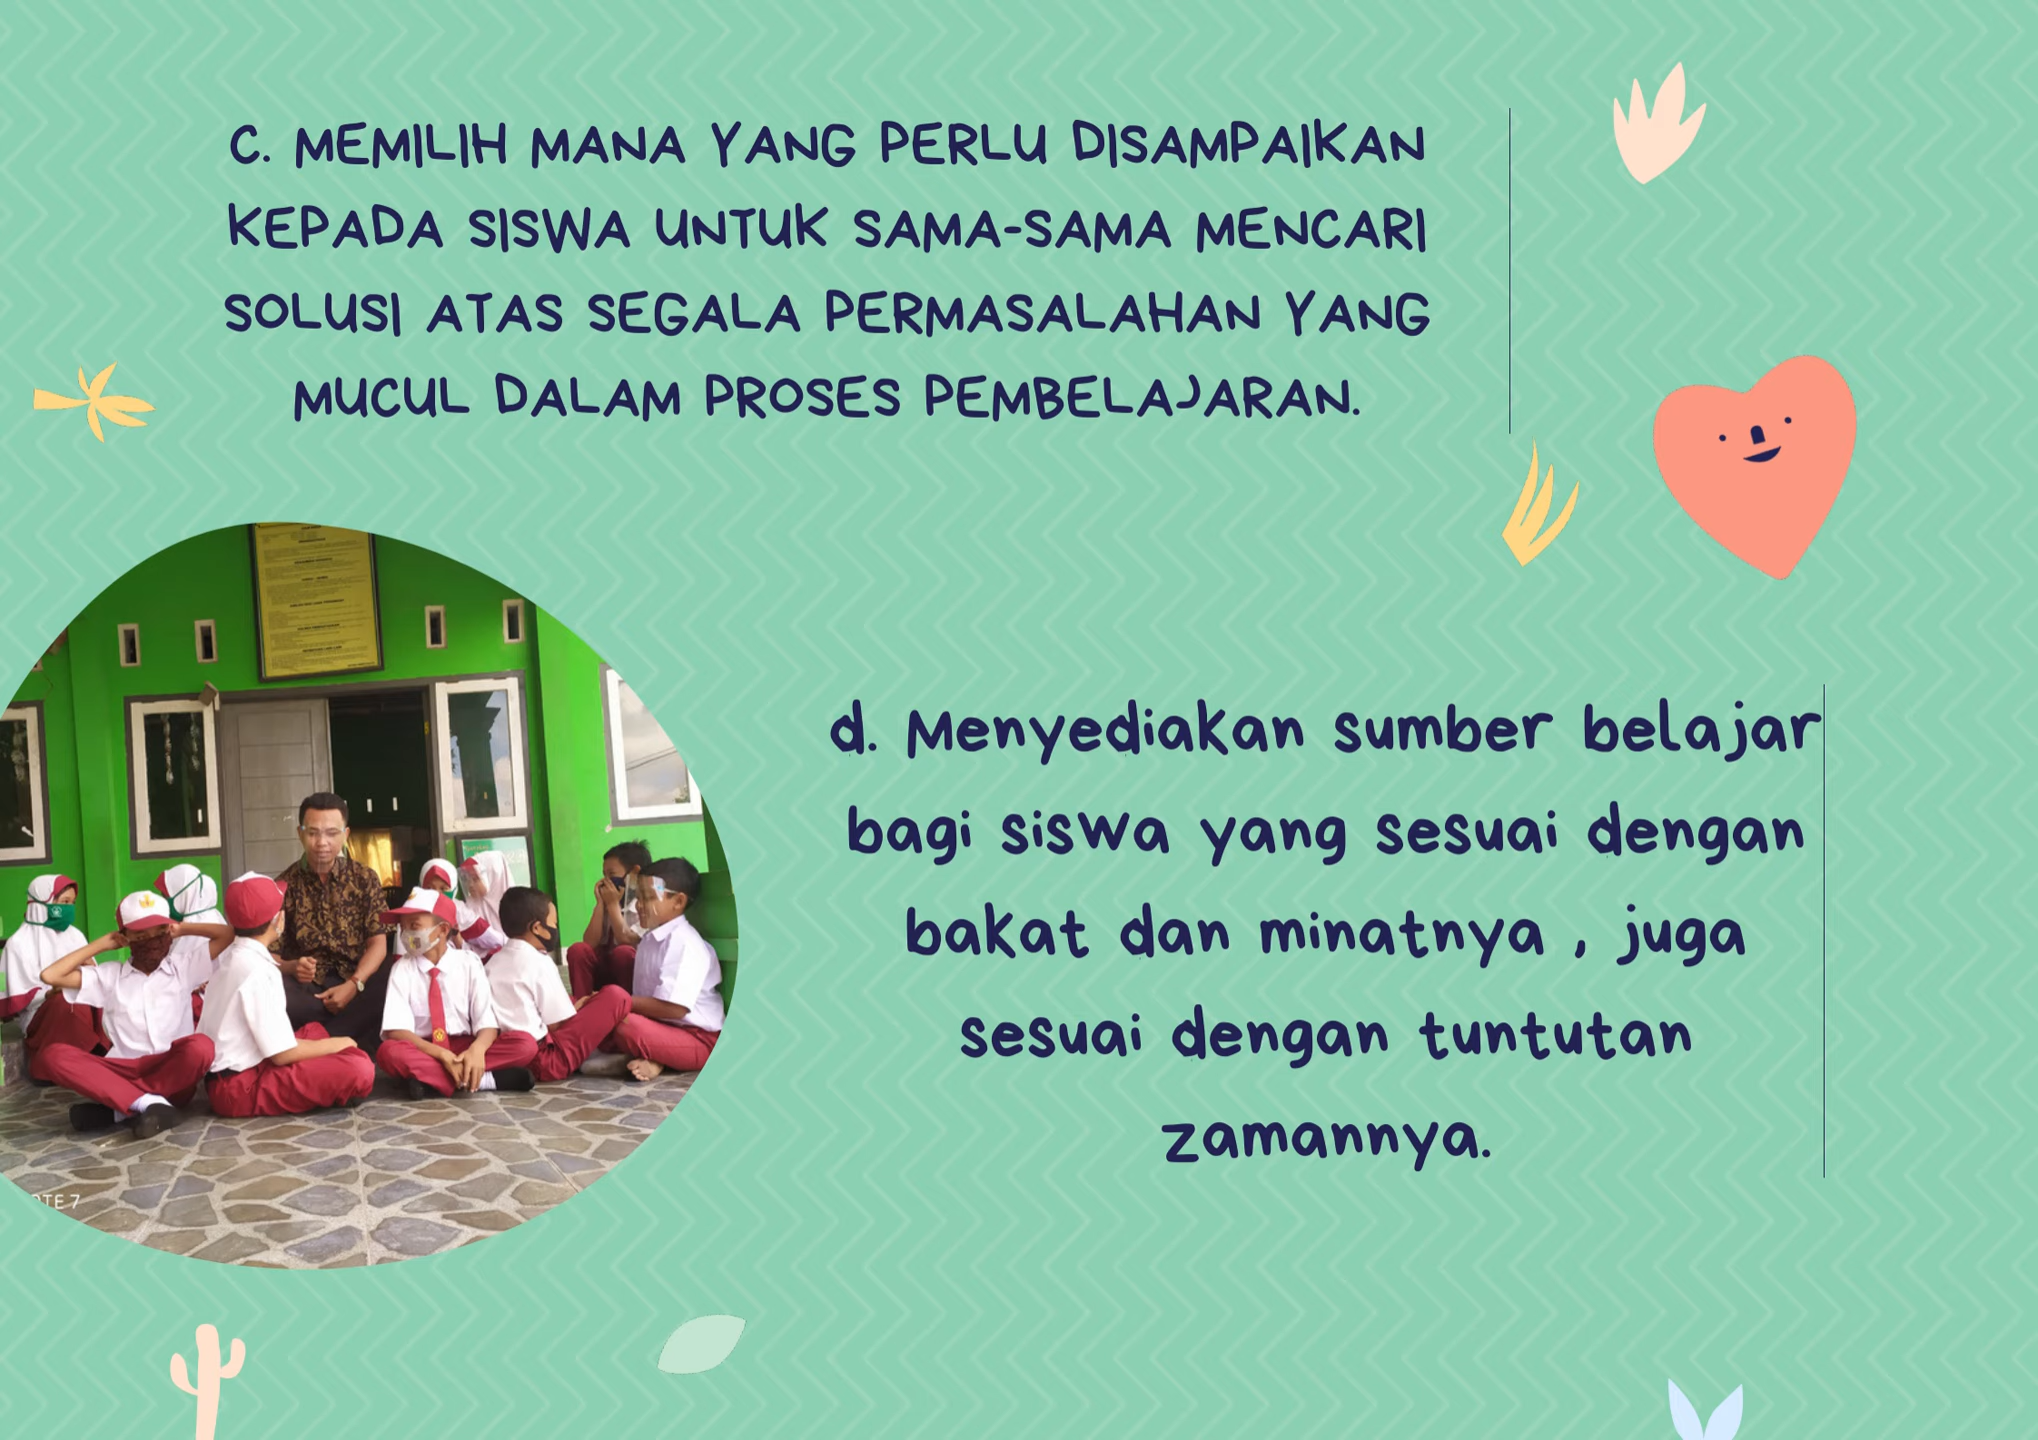 C. MEMILIH MANA YANG PERLU DISAMPAIKAN
KEPADA SISWA UNTUK SAMA-SAMA MENCARI
SOLUSI ATAS SEGALA PERMASALAHAN YANG
MUCUL DALAM PROSES PEMBELAJARAN.
d. Menyediakan sumber belajar
bagi siswa yang sesuai dengan
bakat dan minatnya , juga
sesuai dengan tuntutan
zamannya.